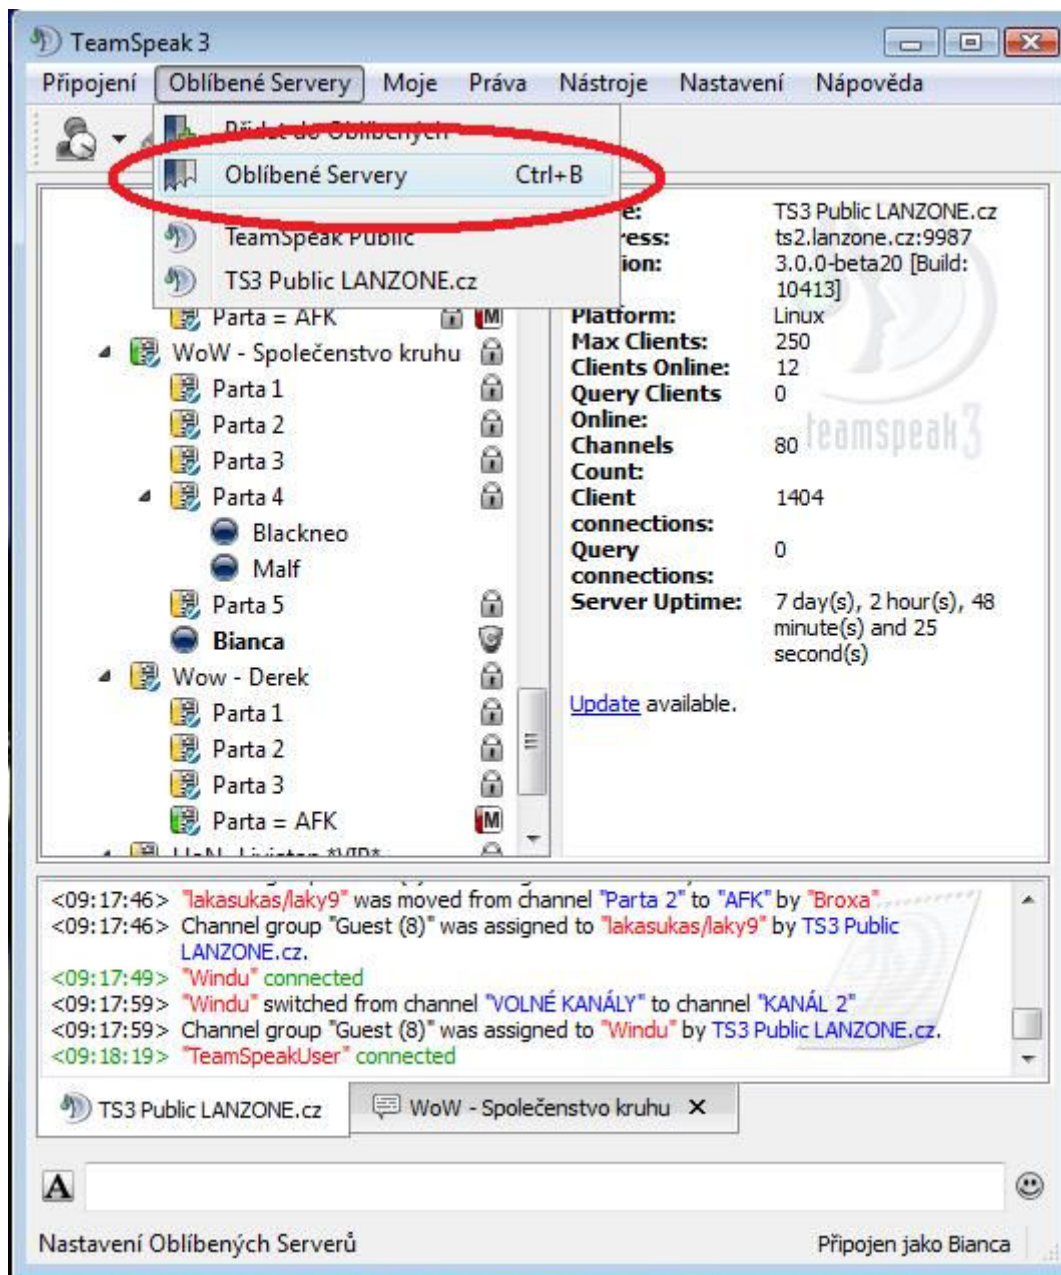 TeamSpeak 3
Připojení Oblíbené Servery Moje Práva Nástroje Nastavení Nápověda
Přidat do Oblíbených
Oblíbené Servery Ctrl+B
TeamSpeak Public
TS3 Public LANZONE.cz
Parta = AFK
WoW - Společenstvo kruhu
Parta 1
Parta 2
Parta 3
Parta 4
Blackneo
Malf
Parta 5
Bianca
Wow - Derek
Parta 1
Parta 2
Parta 3
Parta = AFK
e: TS3 Public LANZONE.cz
ress: ts2.lanzone.cz:9987
ion: 3.0.0-beta20 [Build:
10413]
Platform: Linux
Max Clients: 250
Clients Online: 12
Query Clients 0
Online:
Channels 80
Count:
Client 1404
connections:
Query 0
connections:
Server Uptime: 7 day(s), 2 hour(s), 48
minute(s) and 25
second(s)
Update available.
teamspeak 3
<09:17:46> "lakasukas/laky9" was moved from channel "Parta 2" to "AFK" by "Broxa".
<09:17:46> Channel group "Guest (8)" was assigned to "lakasukas/laky9" by TS3 Public
LANZONE.cz.
<09:17:49> "Windu" connected
<09:17:59> "Windu" switched from channel "VOLNÉ KANÁLY" to channel "KANÁL 2"
<09:17:59> Channel group "Guest (8)" was assigned to "Windu" by TS3 Public LANZONE.cz.
<09:18:19> "TeamSpeakUser" connected
TS3 Public LANZONE.cz WoW - Společenstvo kruhu X
A
Nastavení Oblíbených Serverů Připojen jako Bianca